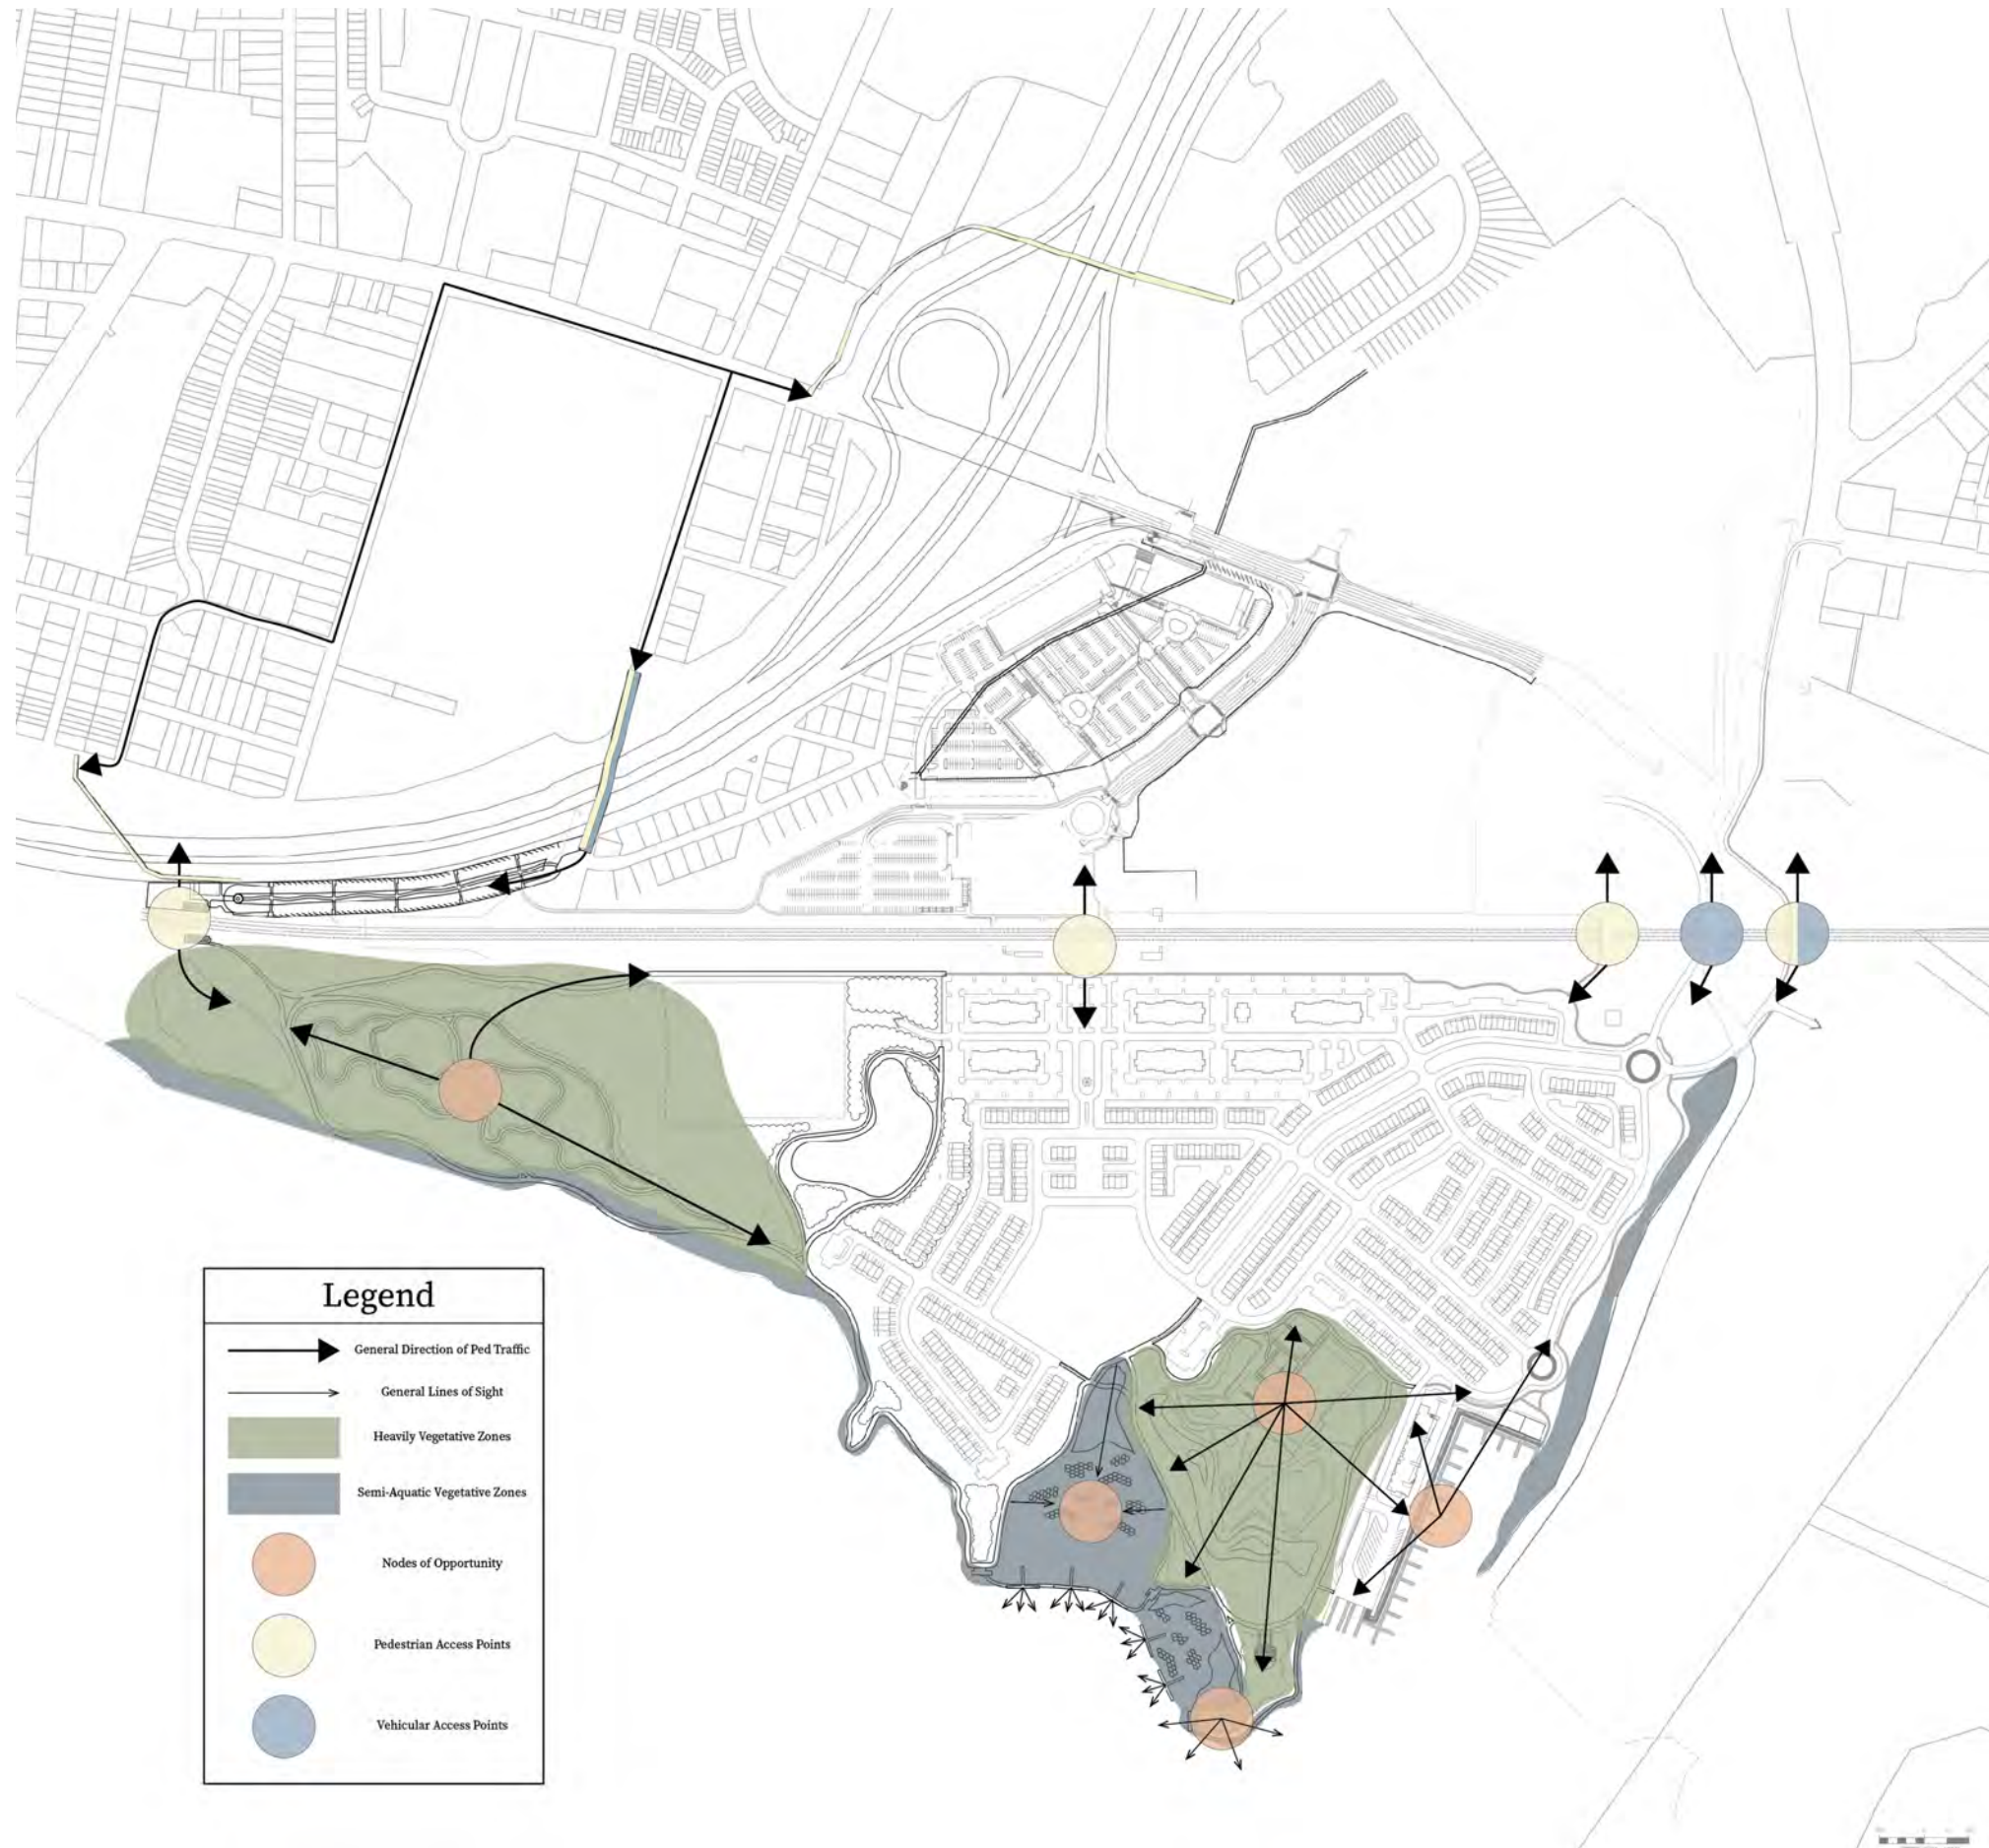 Legend
General Direction of Ped Traffic
General Lines of Sight
Heavily Vegetative Zones
Semi-Aquatic Vegetative Zones
Nodes of Opportunity
Pedestrian Access Points
Vehicular Access Points